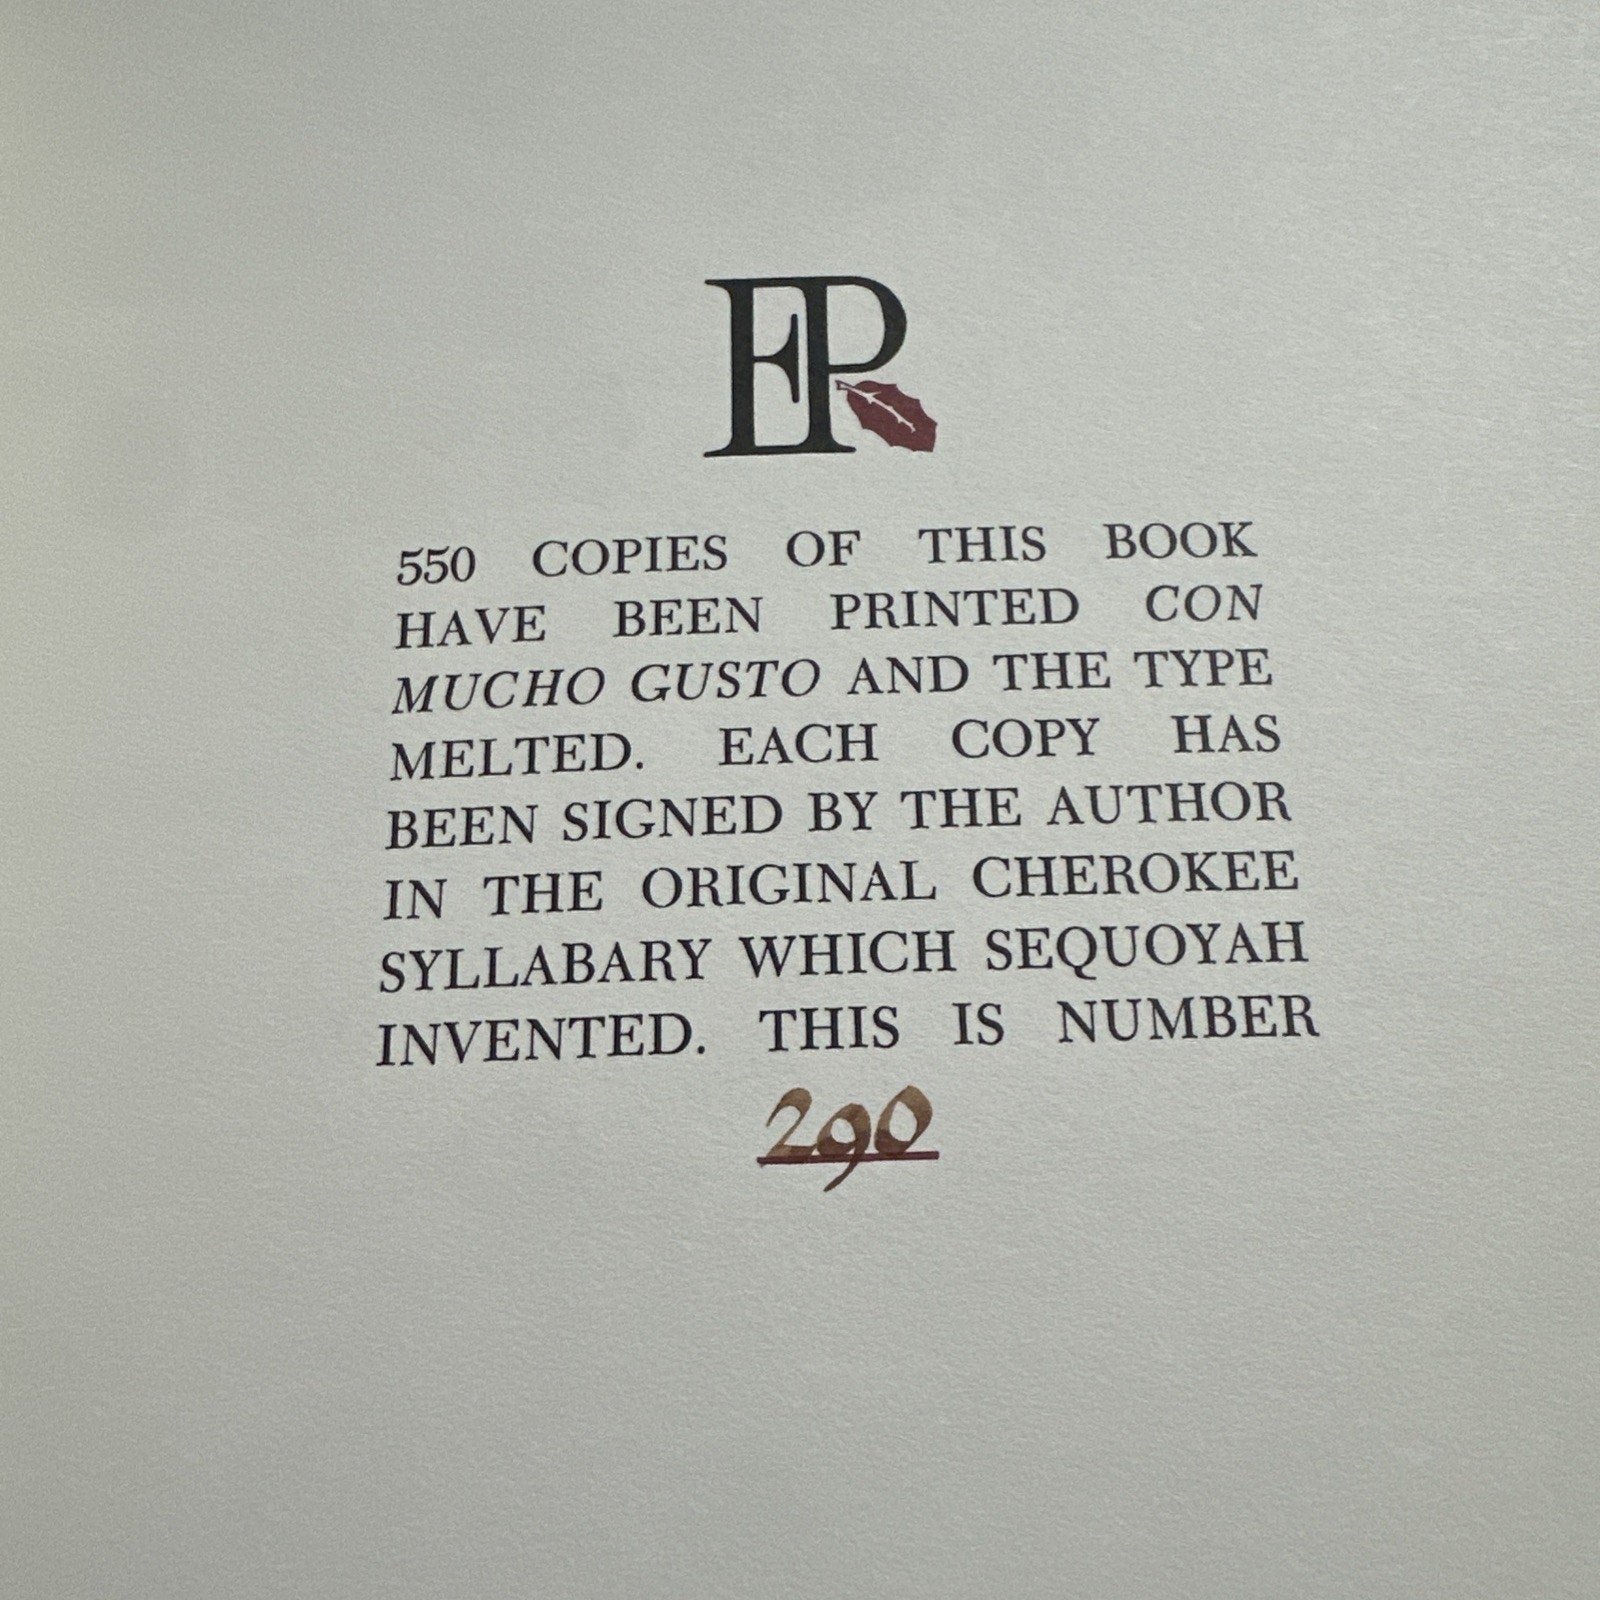 EP
550 COPIES OF THIS BOOK
HAVE BEEN PRINTED CON
MUCHO GUSTO AND THE TYPE
MELTED. EACH COPY HAS
BEEN SIGNED BY THE AUTHOR
IN THE ORIGINAL CHEROKEE
SYLLABARY WHICH SEQUOYAH
INVENTED. THIS IS NUMBER
290